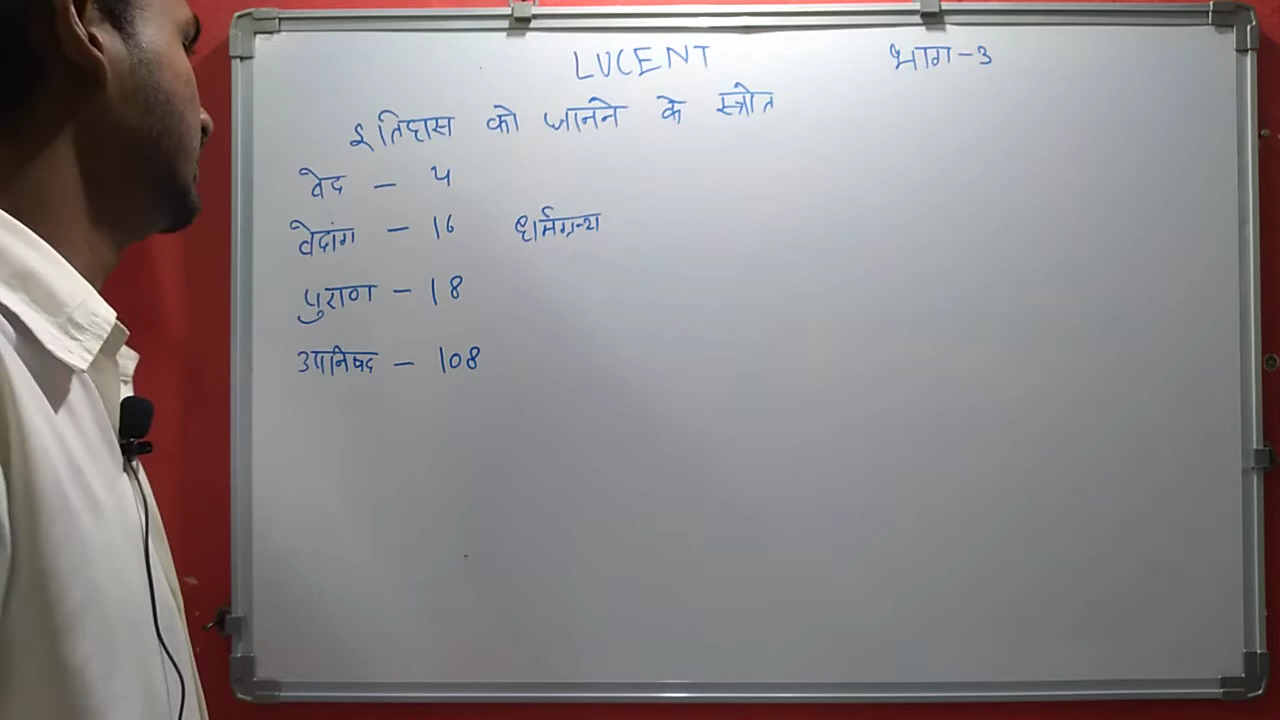 LUCENT भाग-3
इतिहास को जानने के स्त्रोत
वेद - 4
वेदांग - 16 धर्मग्रन्थ
पुराण - 18
उपनिषद - 108